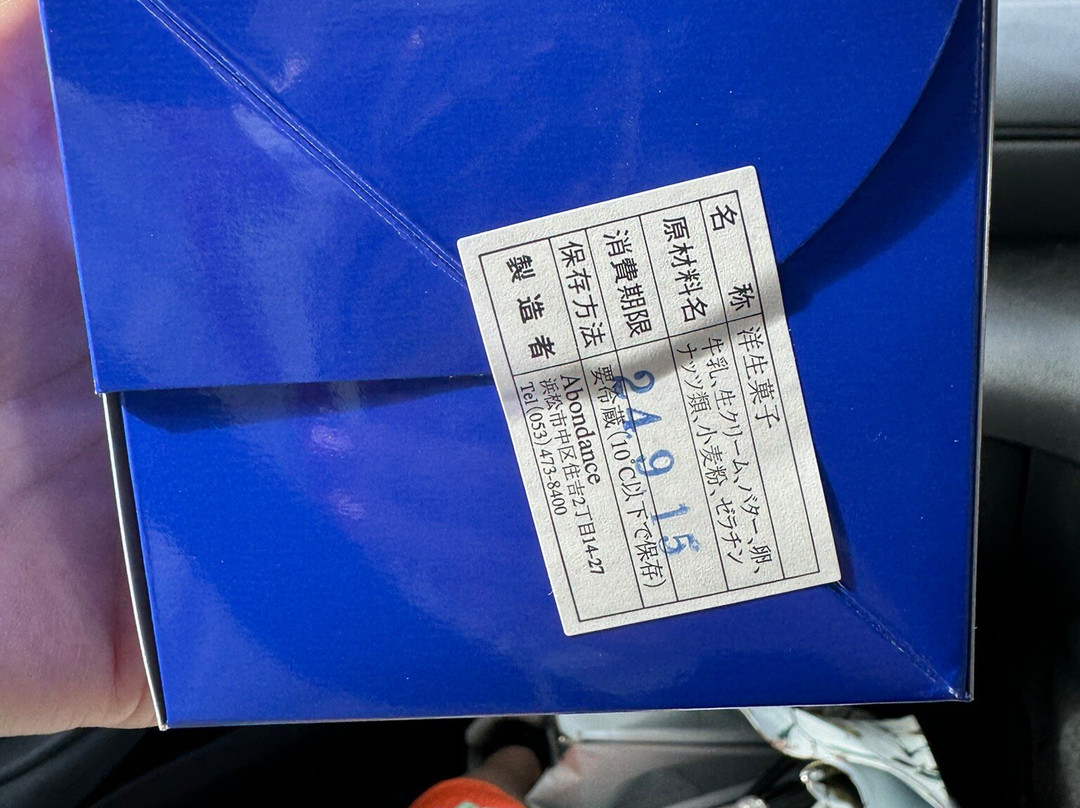 名 称 洋生菓子
原材料名 牛乳、生クリーム、バター、卵、
ナッツ類、小麦粉、ゼラチン
消費期限 24. 9 15
保存方法 要冷蔵(10°C以下で保存)
製造者 Abondance
浜松市中区住吉2丁目14-27
Tel(053)473-8400